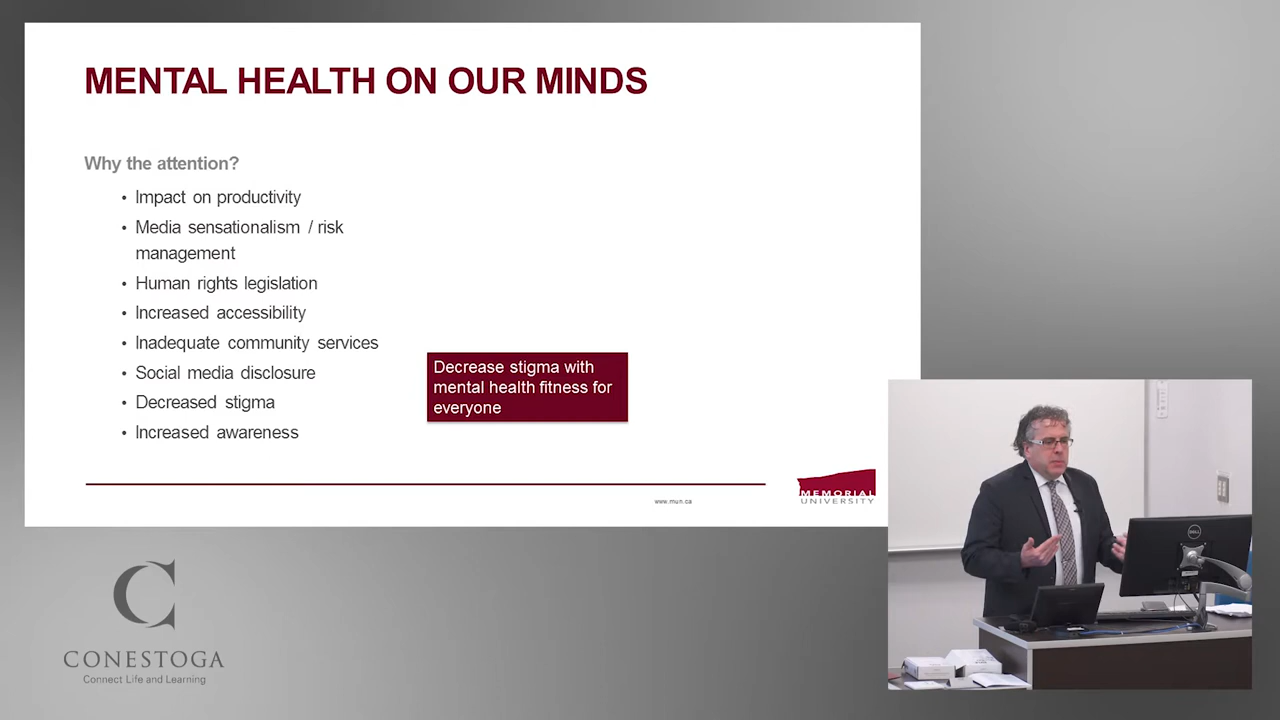 MENTAL HEALTH ON OUR MINDS
Why the attention?
• Impact on productivity
• Media sensationalism / risk
management
• Human rights legislation
• Increased accessibility
• Inadequate community services
• Social media disclosure
• Decreased stigma
• Increased awareness
Decrease stigma with
mental health fitness for
everyone
www.mun.ca
MEMORIAL
UNIVERSITY
DELL
C
CONESTOGA
Connect Life and Learning